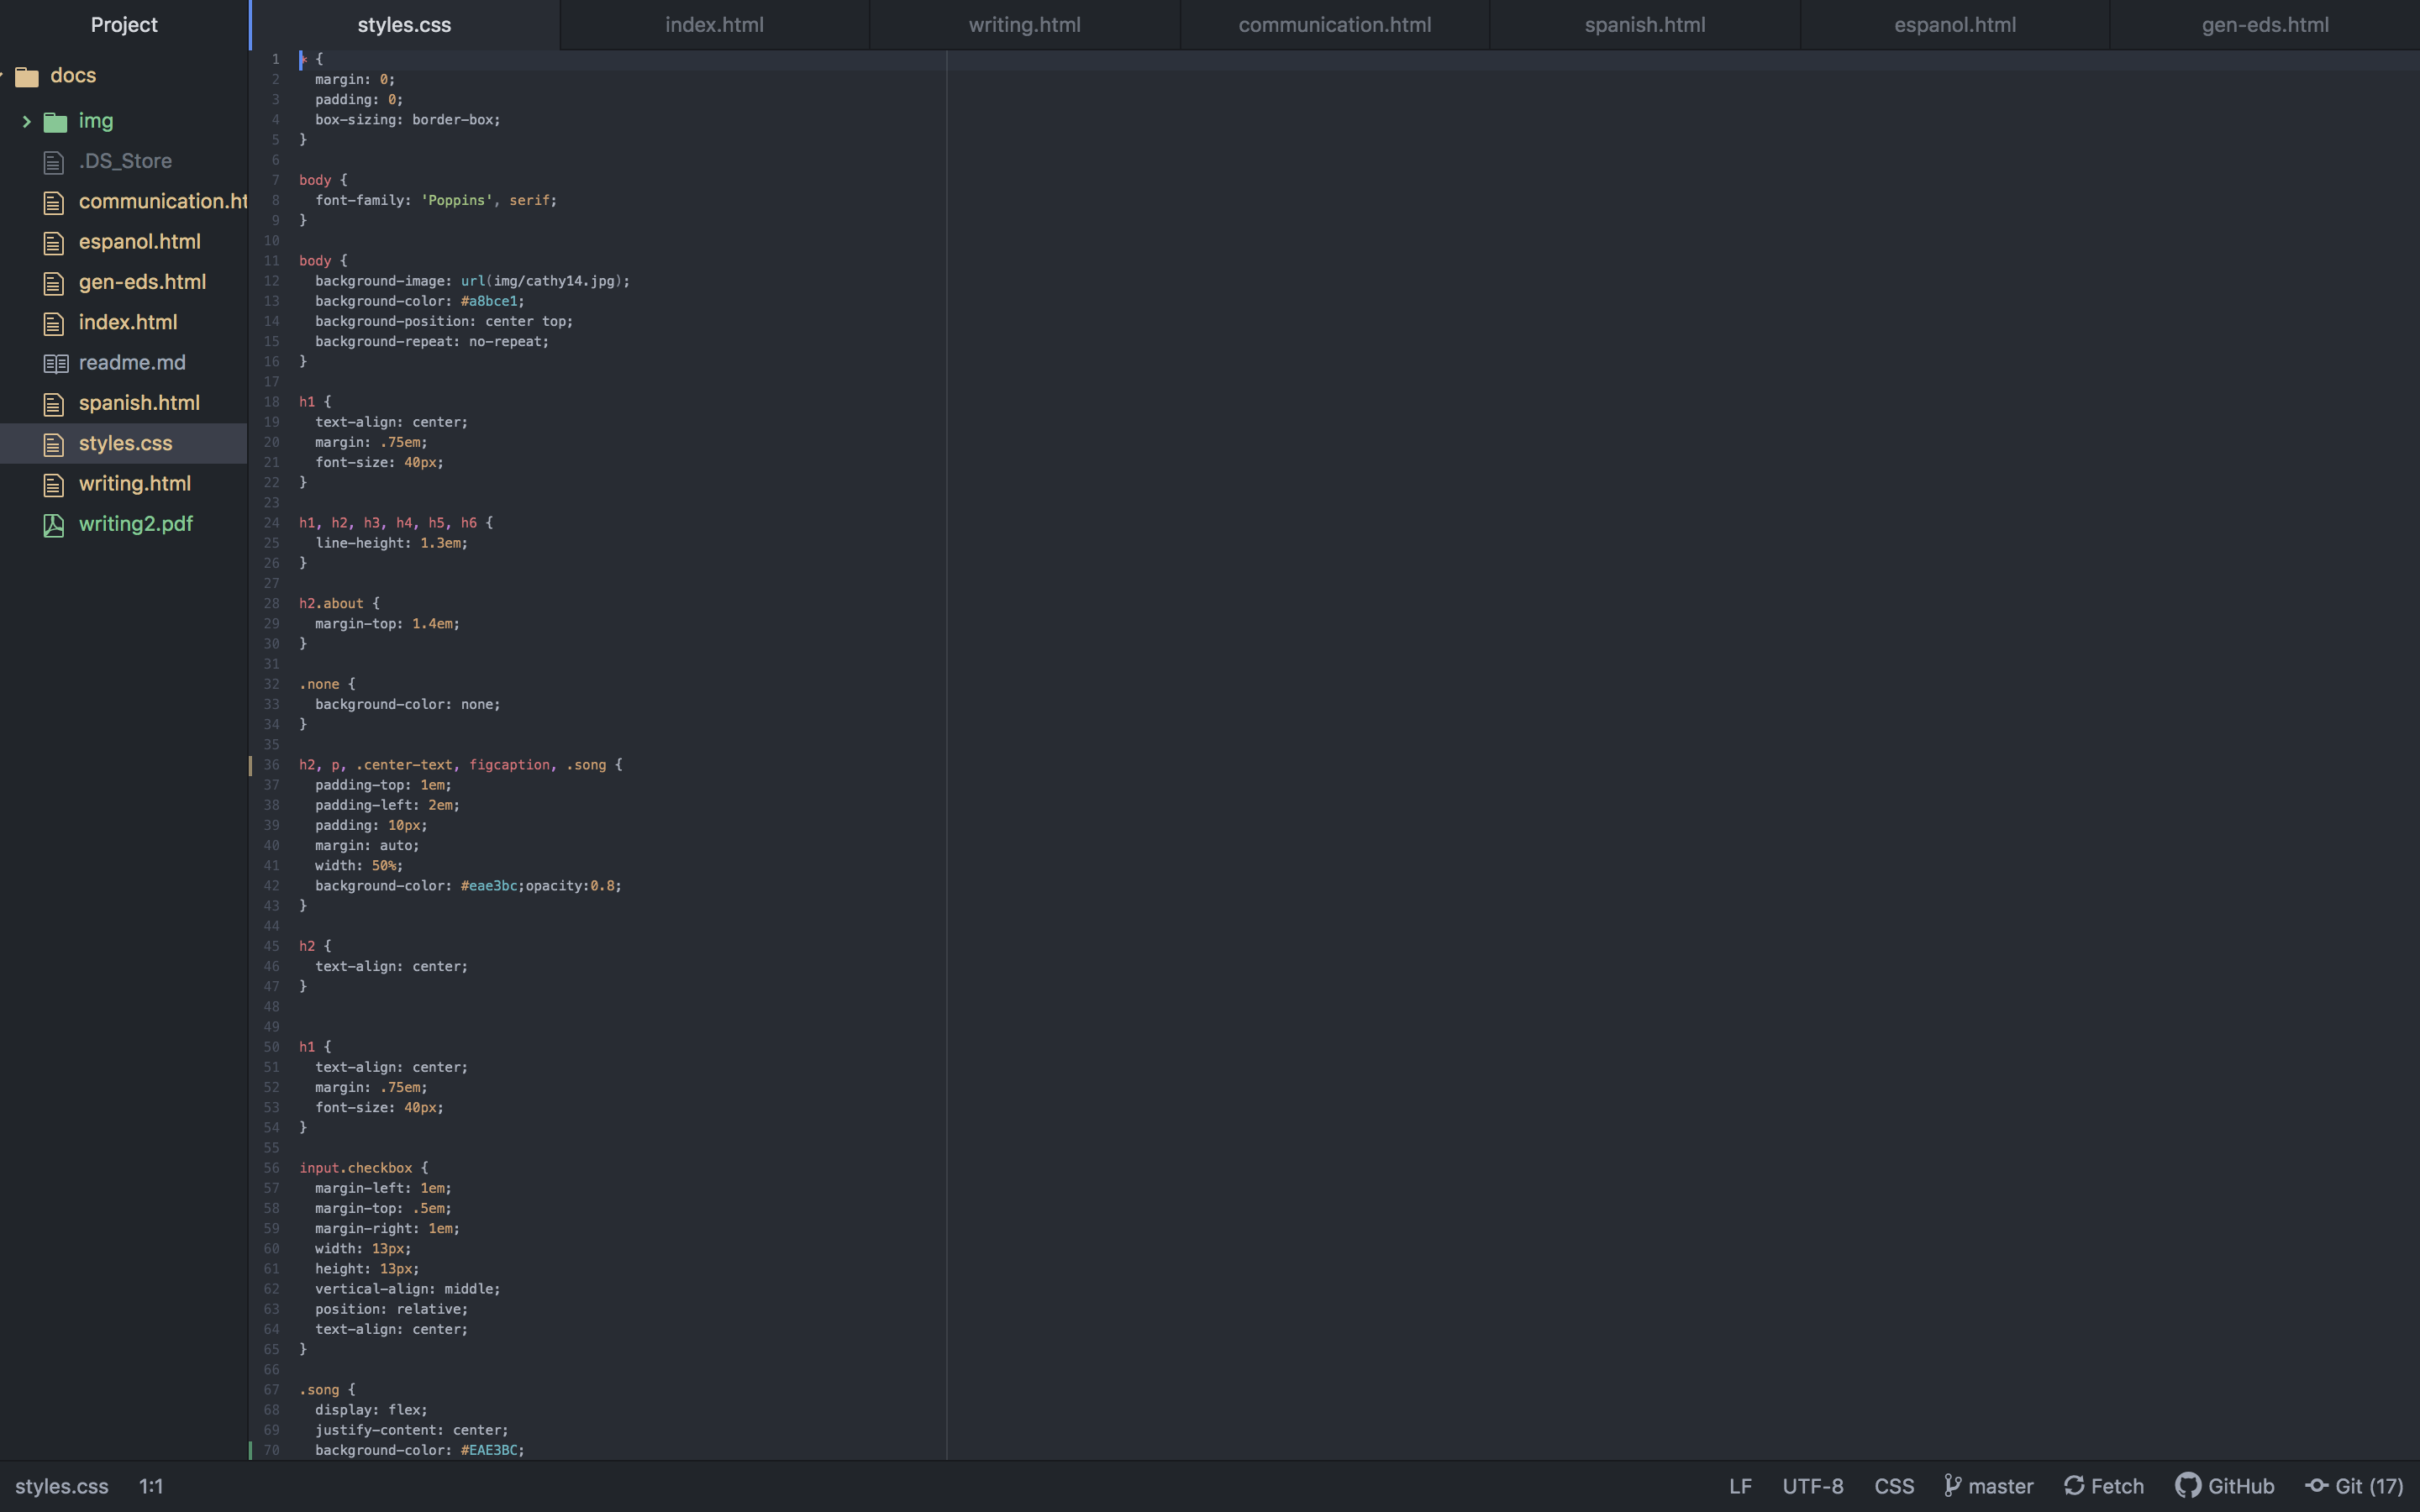 Project
docs
img
.DS_Store
communication.ht
espanol.html
gen-eds.html
index.html
readme.md
spanish.html
styles.css
writing.html
writing2.pdf
styles.css index.html writing.html communication.html spanish.html espanol.html gen-eds.html
1 * {
2 margin: 0;
3 padding: 0;
4 box-sizing: border-box;
5 }
6
7 body {
8 font-family: 'Poppins', serif;
9 }
10
11 body {
12 background-image: url(img/cathy14.jpg);
13 background-color: #a8bce1;
14 background-position: center top;
15 background-repeat: no-repeat;
16 }
17
18 h1 {
19 text-align: center;
20 margin: .75em;
21 font-size: 40px;
22 }
23
24 h1, h2, h3, h4, h5, h6 {
25 line-height: 1.3em;
26 }
27
28 h2.about {
29 margin-top: 1.4em;
30 }
31
32 .none {
33 background-color: none;
34 }
35
36 h2, p, .center-text, figcaption, .song {
37 padding-top: 1em;
38 padding-left: 2em;
39 padding: 10px;
40 margin: auto;
41 width: 50%;
42 background-color: #eae3bc;opacity:0.8;
43 }
44
45 h2 {
46 text-align: center;
47 }
48
49
50 h1 {
51 text-align: center;
52 margin: .75em;
53 font-size: 40px;
54 }
55
56 input.checkbox {
57 margin-left: 1em;
58 margin-top: .5em;
59 margin-right: 1em;
60 width: 13px;
61 height: 13px;
62 vertical-align: middle;
63 position: relative;
64 text-align: center;
65 }
66
67 .song {
68 display: flex;
69 justify-content: center;
70 background-color: #EAE3BC;
styles.css 1:1 LF UTF-8 CSS master Fetch GitHub Git (17)